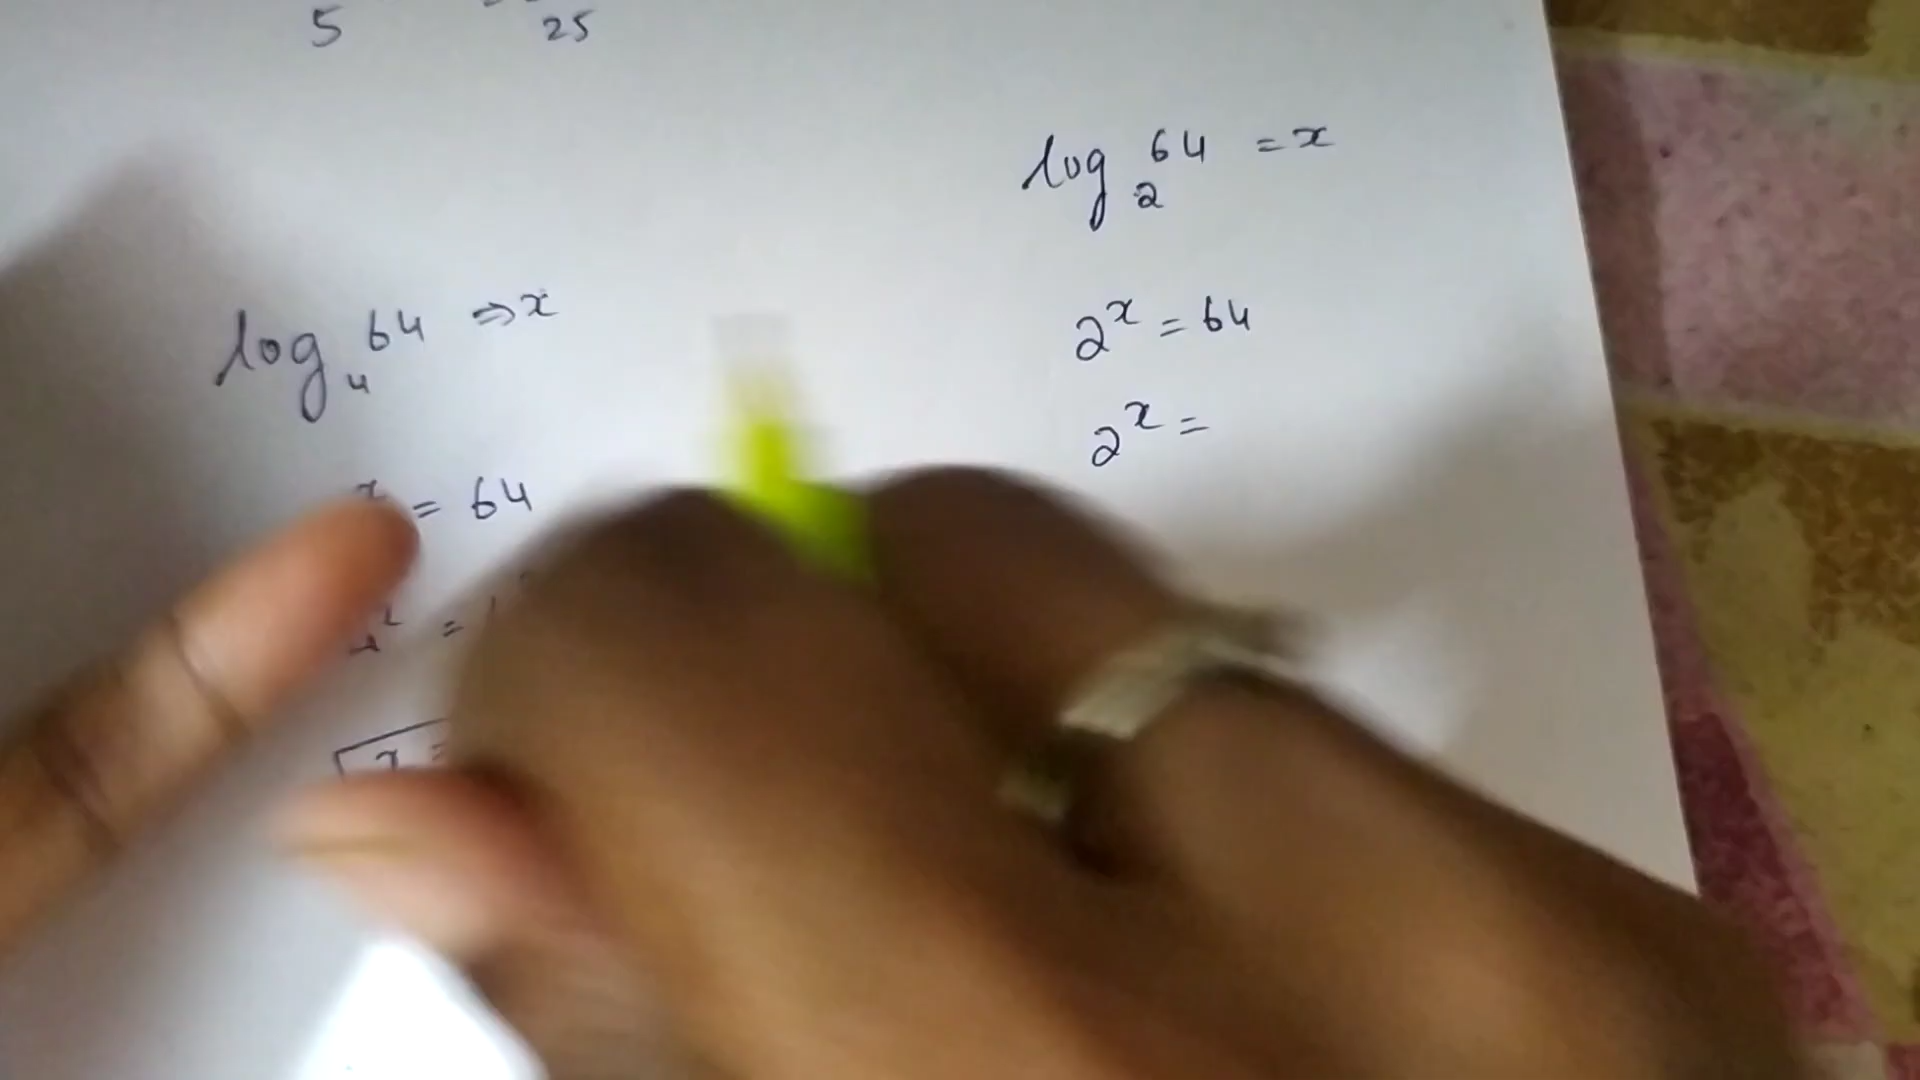 5 25
log₂ 64 = x
2ˣ = 64
2ˣ =
log₄ 64 ⇒ x
ˣ = 64
=
x =